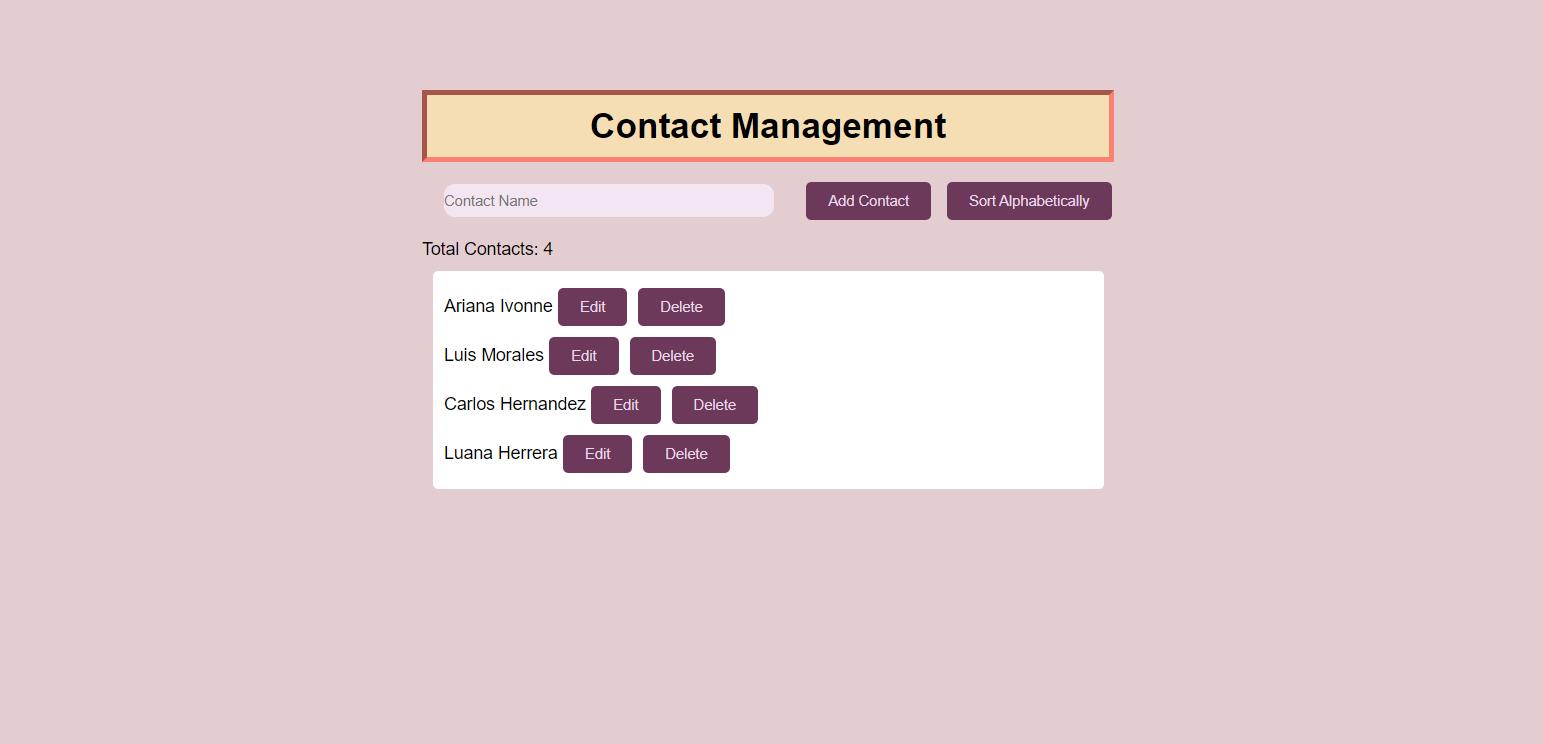 Contact Management
Contact Name Add Contact Sort Alphabetically
Total Contacts: 4
Ariana Ivonne Edit Delete
Luis Morales Edit Delete
Carlos Hernandez Edit Delete
Luana Herrera Edit Delete